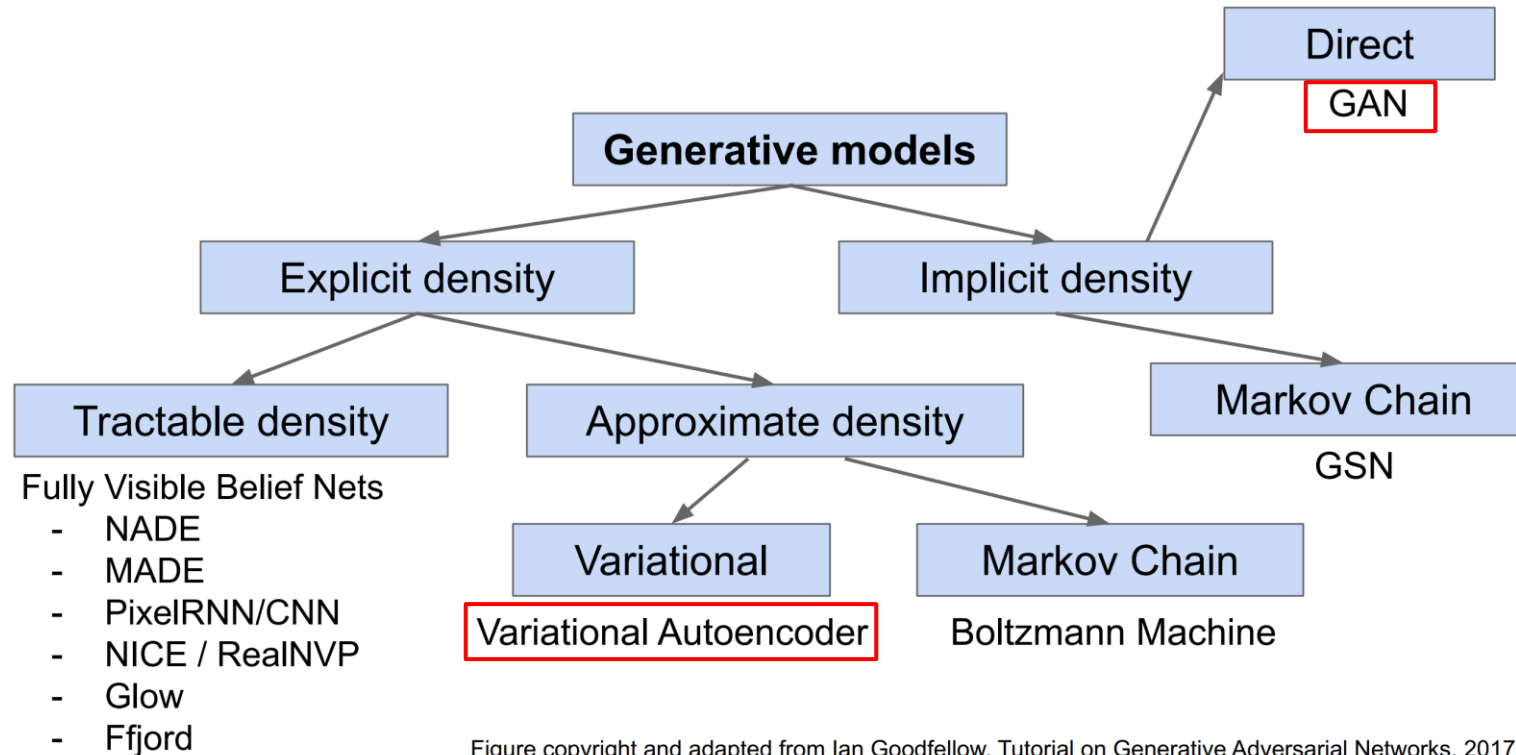 Direct
GAN
Generative models
Explicit density
Implicit density
Tractable density
Approximate density
Markov Chain
GSN
Fully Visible Belief Nets
- NADE
- MADE
- PixelRNN/CNN
- NICE / RealNVP
- Glow
- Ffjord
Variational
Markov Chain
Variational Autoencoder
Boltzmann Machine
Figure copyright and adapted from Ian Goodfellow, Tutorial on Generative Adversarial Networks, 2017